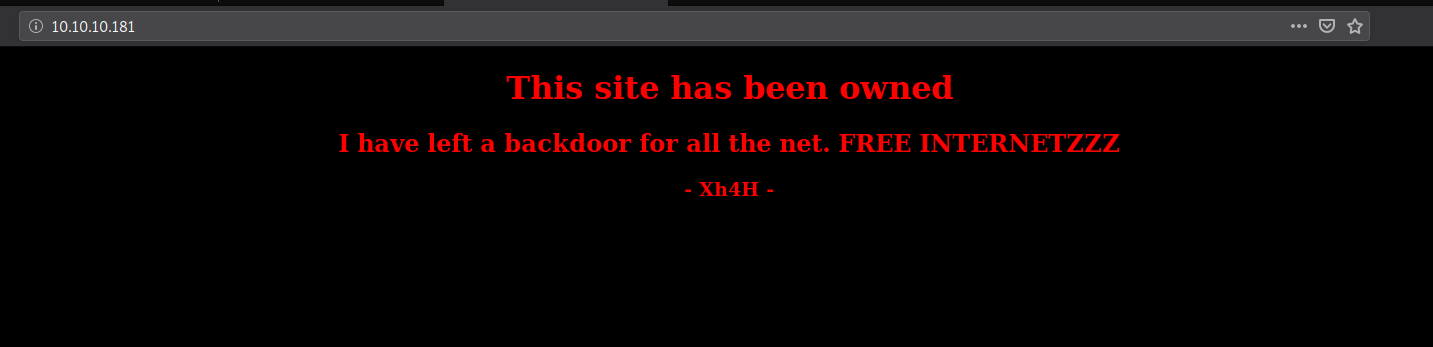 10.10.10.181
This site has been owned
I have left a backdoor for all the net. FREE INTERNETZZZ
- Xh4H -